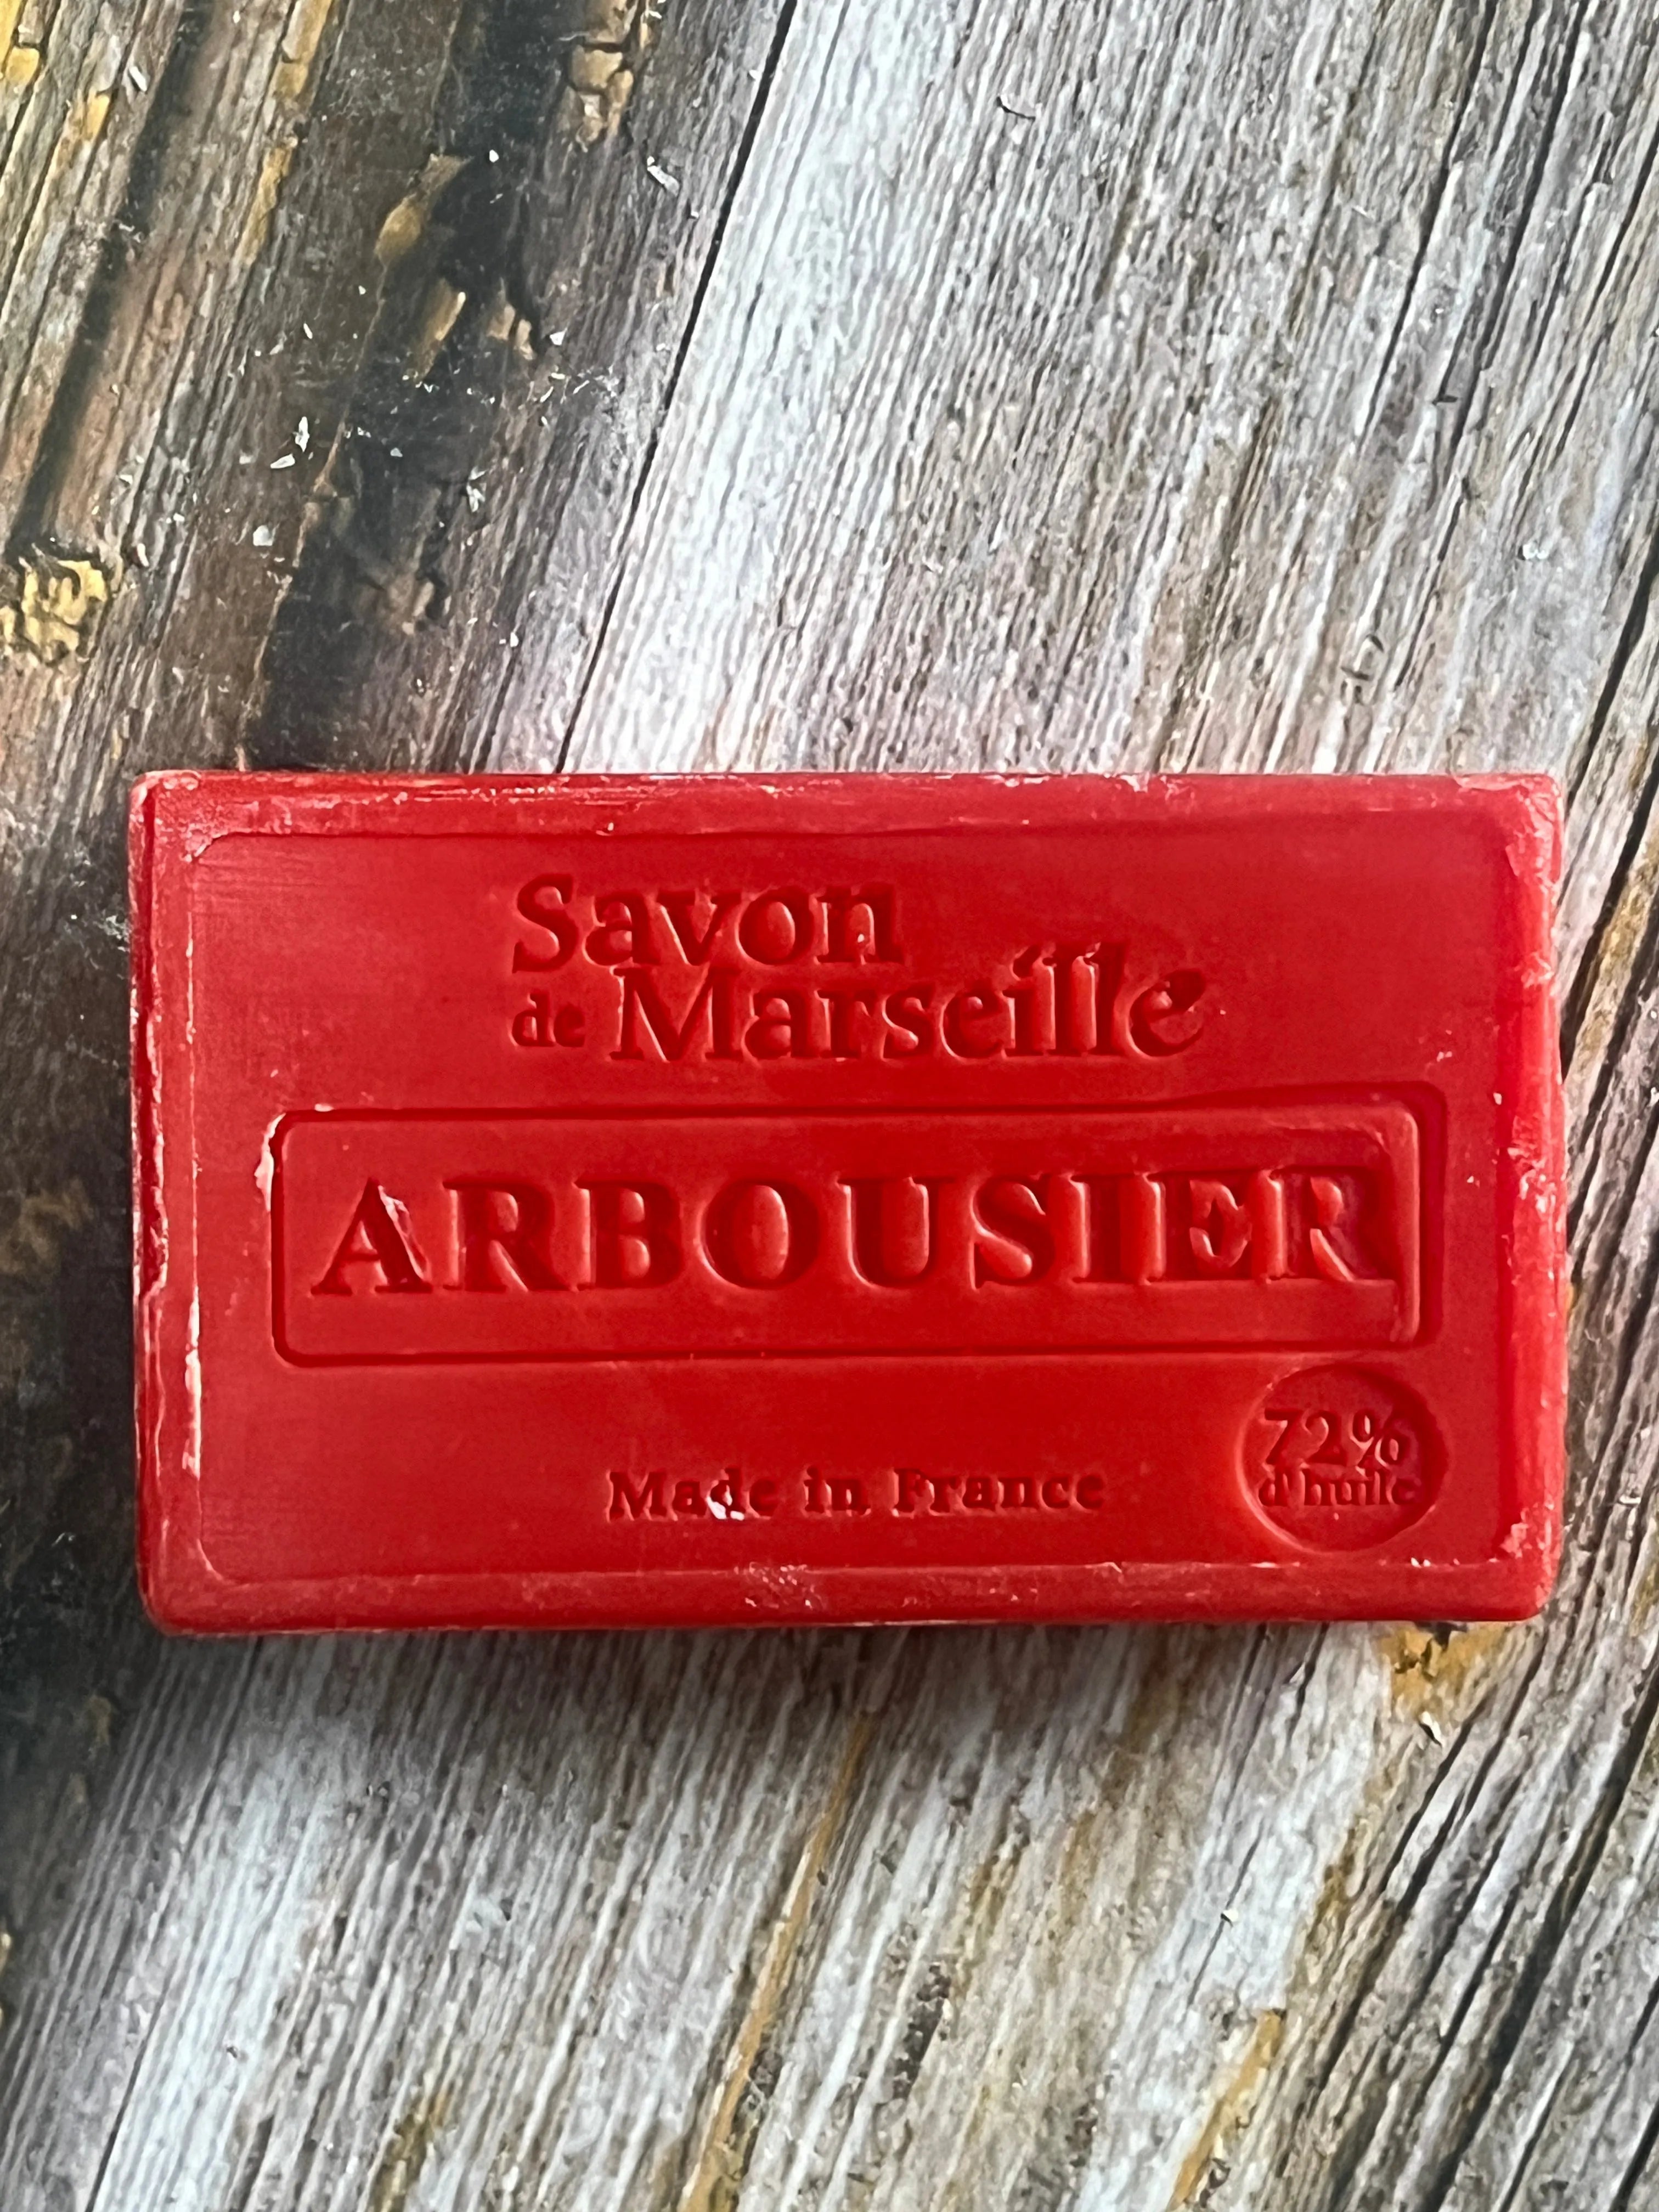 Savon
de Marseille
ARBOUSIER
Made in France
72%
d'huile